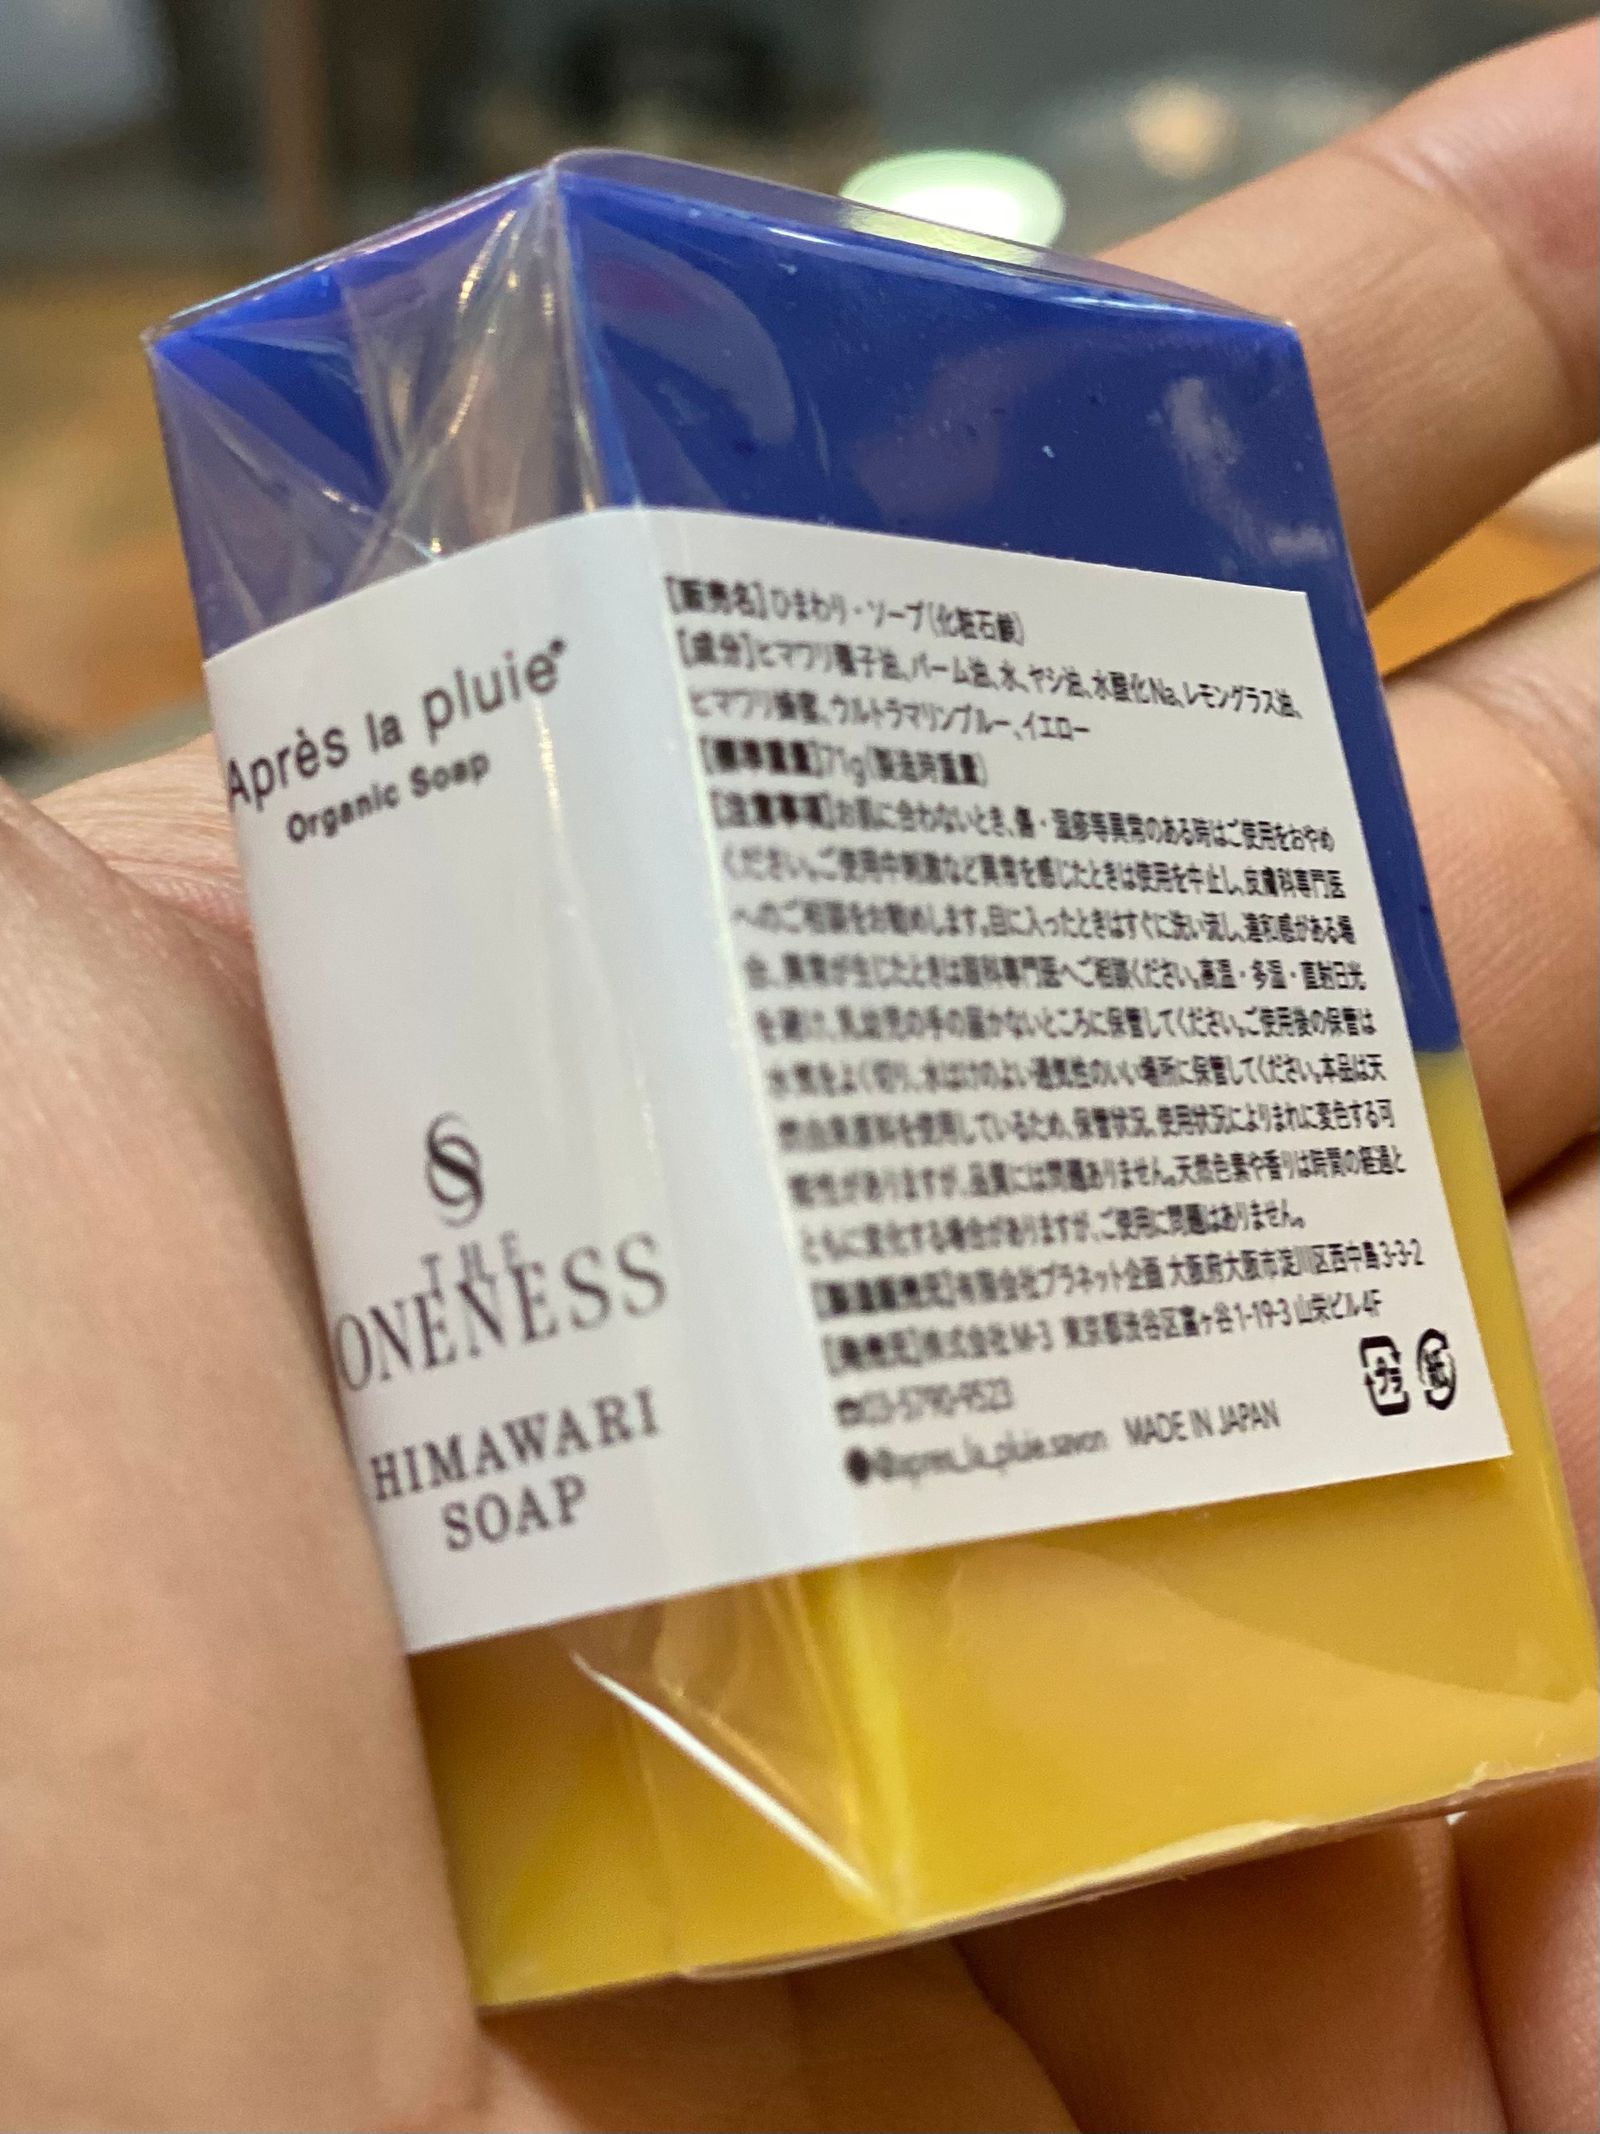 Après la pluie
Organic Soap
THE
ONENESS
HIMAWARI
SOAP
[販売名]ひまわり・ソープ(化粧石鹸)
[成分]ヒマワリ種子油、パーム油、水、ヤシ油、水酸化Na、レモングラス油、
ヒマワリ蜂蜜、ウルトラマリンブルー、イエロー
[標準重量]71g(製造時重量)
[注意事項]お肌に合わないとき、傷・湿疹等異常のある時はご使用をおやめ
ください。ご使用中刺激など異常を感じたときは使用を中止し、皮膚科専門医
へのご相談をお勧めします。目に入ったときはすぐに洗い流し、違和感がある場
合、異常が生じたときは眼科専門医へご相談ください。高温・多湿・直射日光
を避け、乳幼児の手の届かないところに保管してください。ご使用後の保管は
水気をよく切り、水はけのよい通気性のいい場所に保管してください。本品は天
然由来原料を使用しているため、保管状況、使用状況によりまれに変色する可
能性がありますが、品質には問題ありません。天然色素や香りは時間の経過と
ともに変化する場合がありますが、ご使用に問題はありません。
[製造販売元]有限会社プラネット企画 大阪府大阪市淀川区西中島3-3-2
[発売元]株式会社M-3 東京都渋谷区富ヶ谷1-19-3 山栄ビル4F
☎03-5790-9523
@apres_la_pluie.savon MADE IN JAPAN
プラ 紙